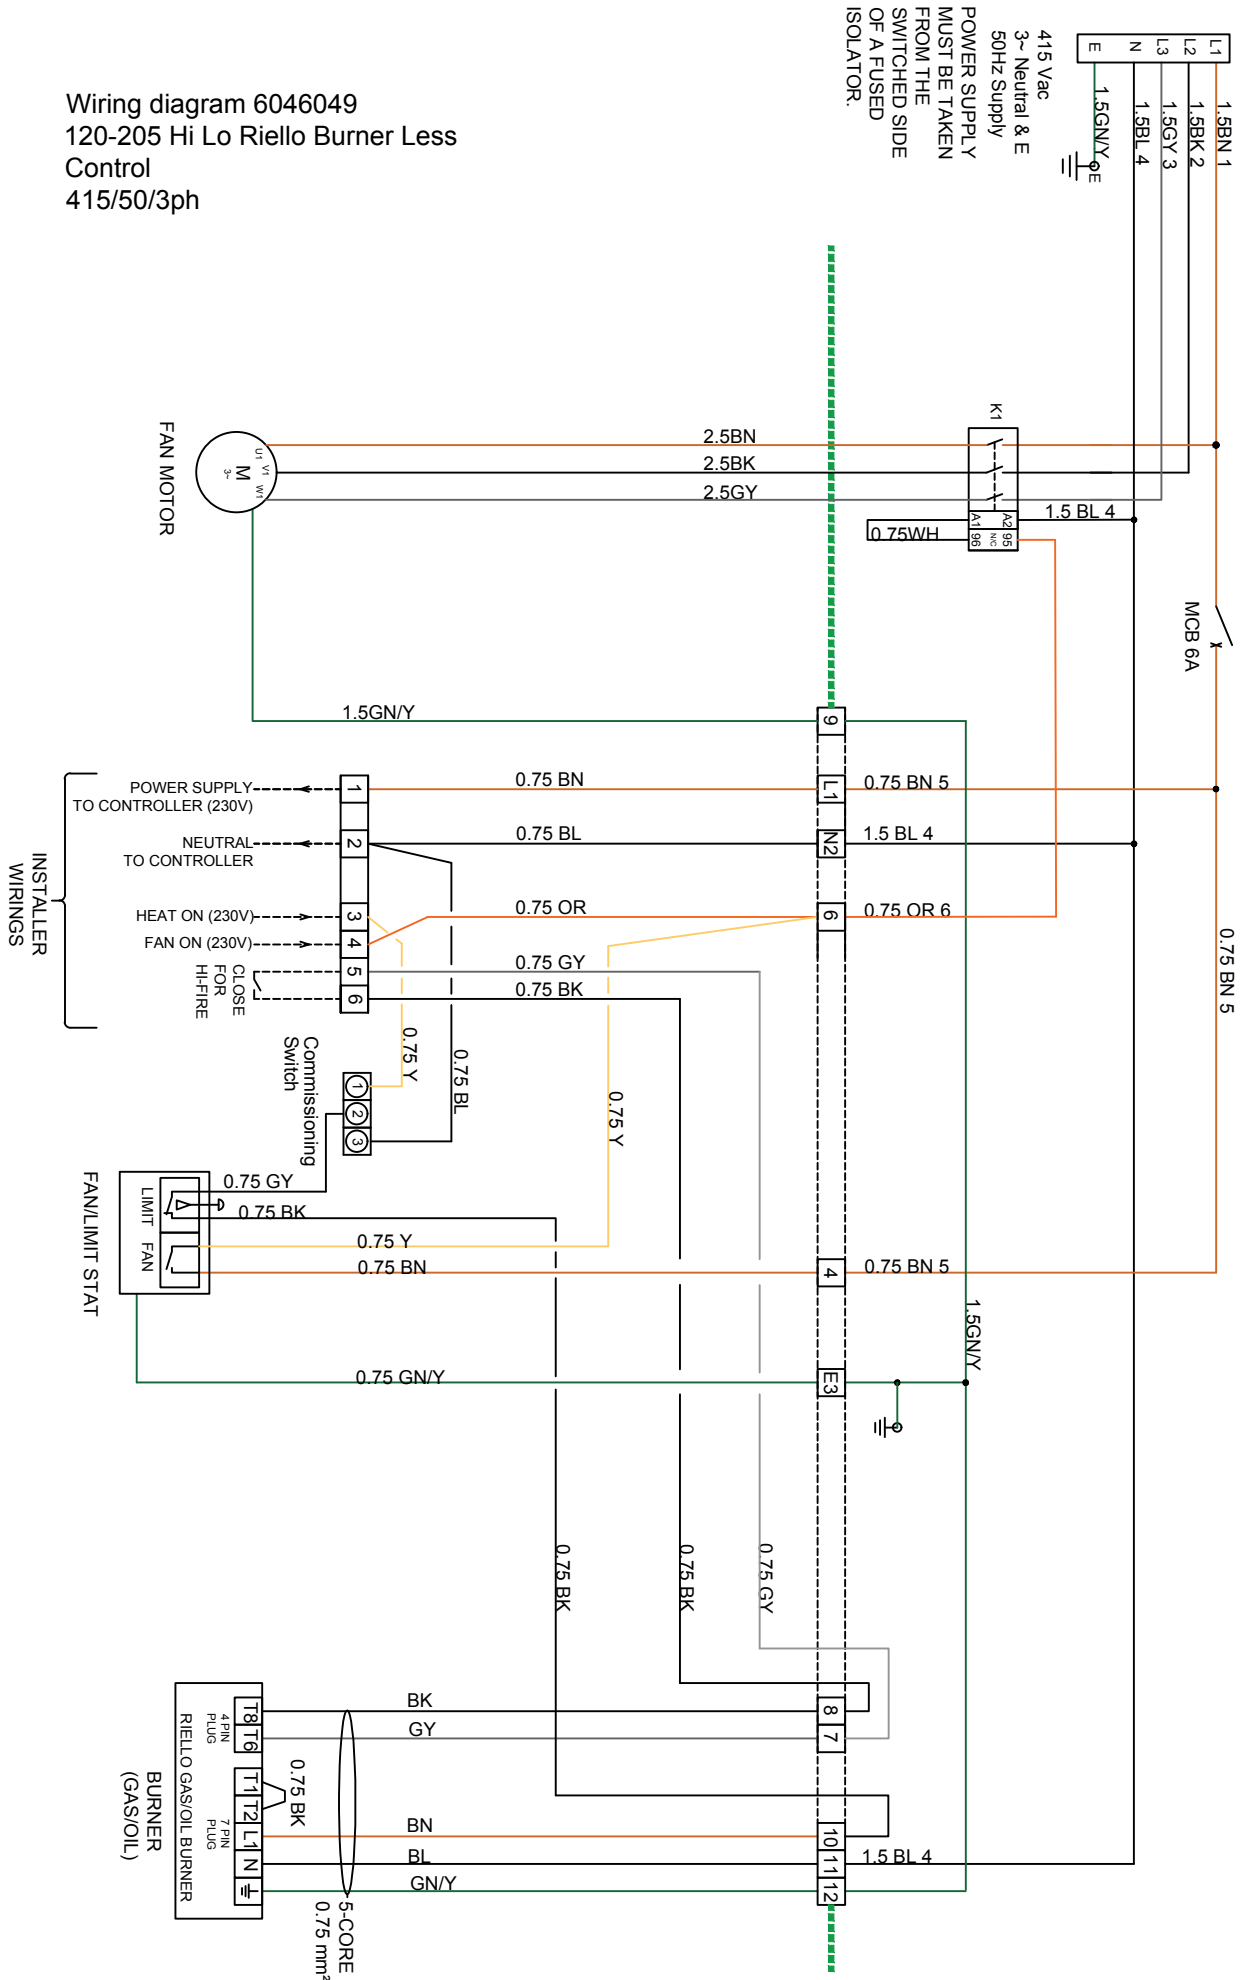 Wiring diagram 6046049
120-205 Hi Lo Riello Burner Less
Control
415/50/3ph
L1
L2
L3
N
E
1.5BN 1
1.5BK 2
1.5GY 3
1.5BL 4
1.5GN/Y
E
415 Vac
3~ Neutral & E
50Hz Supply
POWER SUPPLY
MUST BE TAKEN
FROM THE
SWITCHED SIDE
OF A FUSED
ISOLATOR.
K1
2.5BN
2.5BK
2.5GY
U1
V1
W1
M
3~
FAN MOTOR
A1
A2
96
N/C
95
1.5 BL 4
0.75WH
MCB 6A
1.5GN/Y
9
POWER SUPPLY
TO CONTROLLER (230V)
1
0.75 BN
L1
0.75 BN 5
NEUTRAL
TO CONTROLLER
2
0.75 BL
N2
1.5 BL 4
HEAT ON (230V)
3
0.75 OR
6
0.75 OR 6
FAN ON (230V)
4
CLOSE
FOR
HI-FIRE
5
0.75 GY
6
0.75 BK
INSTALLER
WIRINGS
0.75 BN 5
Commissioning
Switch
1
2
3
0.75 Y
0.75 BL
0.75 Y
LIMIT
FAN
FAN/LIMIT STAT
0.75 GY
0.75 BK
0.75 Y
0.75 BN
4
0.75 BN 5
1.5GN/Y
0.75 GN/Y
E3
0.75 BK
0.75 BK
0.75 GY
T8
T6
T1
T2
L1
N
4 PIN
PLUG
7 PIN
PLUG
RIELLO GAS/OIL BURNER
BURNER
(GAS/OIL)
BK
8
GY
7
0.75 BK
BN
10
BL
11
1.5 BL 4
GN/Y
12
5-CORE
0.75 mm²